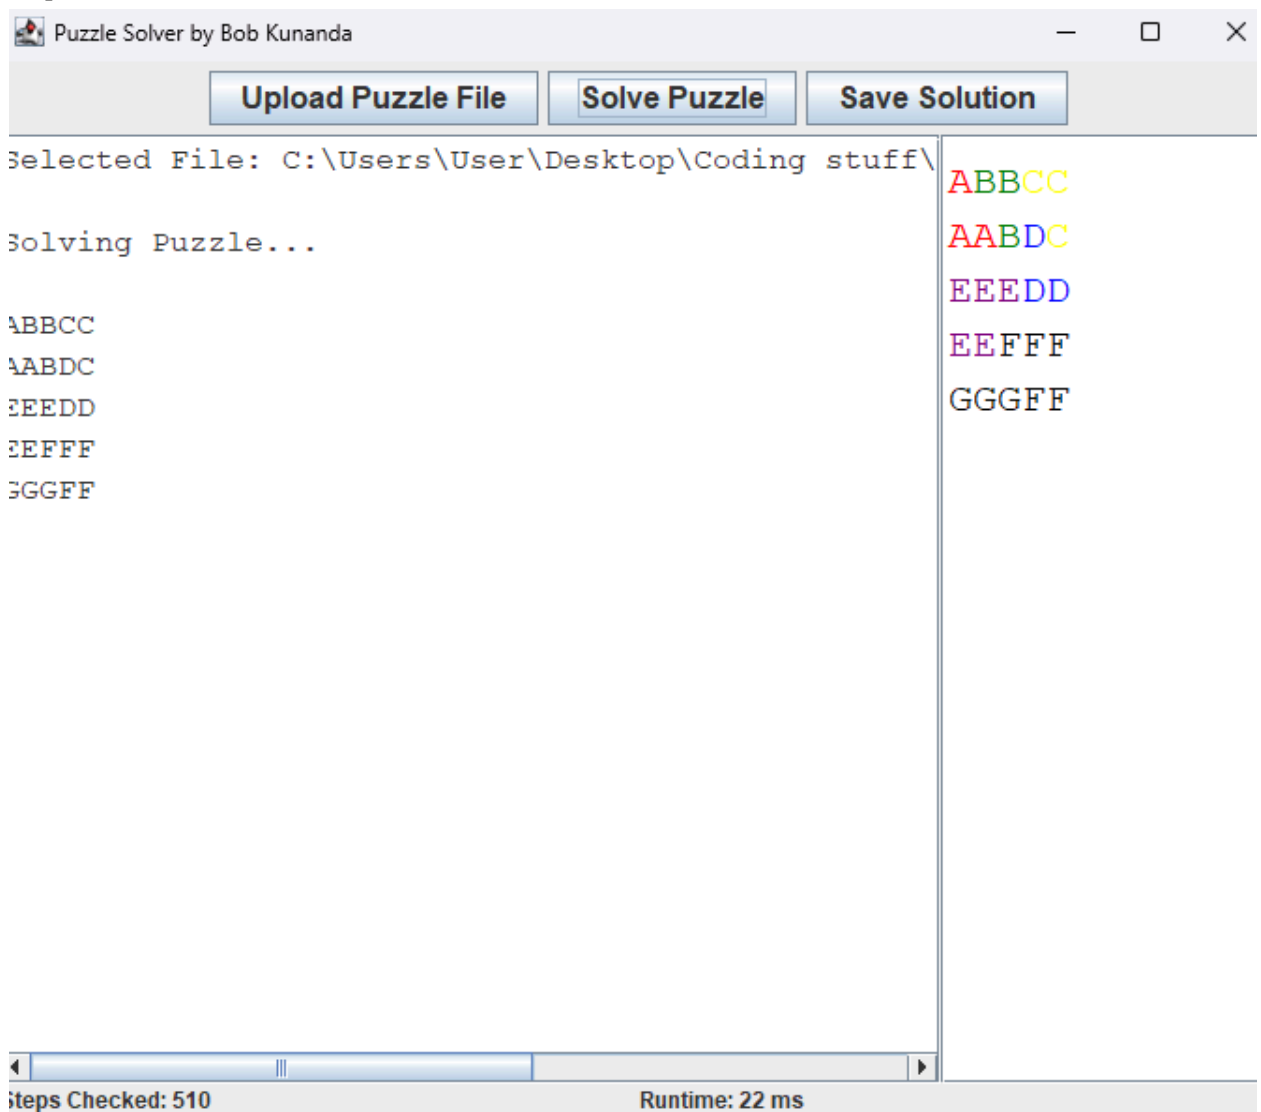 Puzzle Solver by Bob Kunanda
Upload Puzzle File
Solve Puzzle
Save Solution
Selected File: C:\Users\User\Desktop\Coding stuff\
Solving Puzzle...
ABBCC
AABDC
EEEDD
EEFFF
GGGFF
ABBCC
AABDC
EEEDD
EEFFF
GGGFF
Steps Checked: 510
Runtime: 22 ms